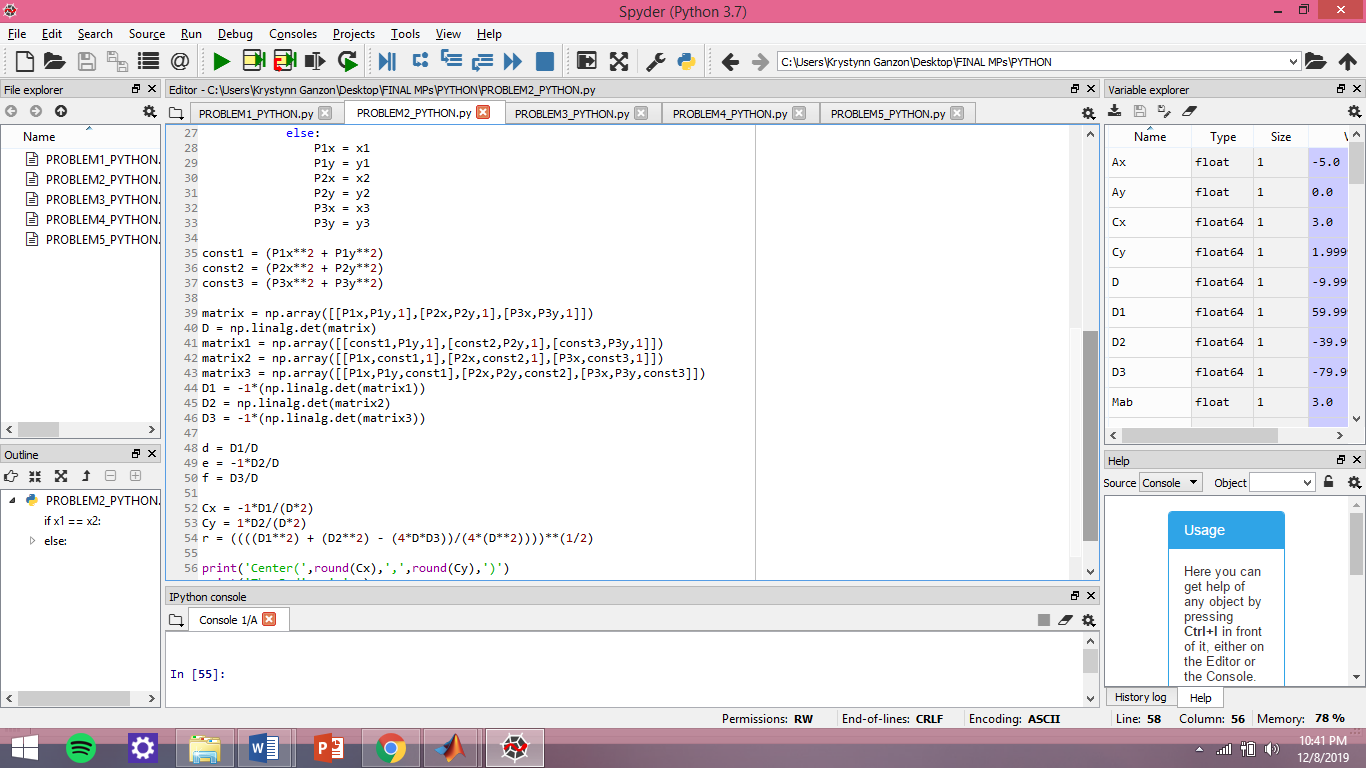 Spyder (Python 3.7)
File Edit Search Source Run Debug Consoles Projects Tools View Help
C:\Users\Krystynn Ganzon\Desktop\FINAL MPs\PYTHON
File explorer
Name
PROBLEM1_PYTHON.
PROBLEM2_PYTHON.
PROBLEM3_PYTHON.
PROBLEM4_PYTHON.
PROBLEM5_PYTHON.
Outline
PROBLEM2_PYTHON.
if x1 == x2:
else:
Editor - C:\Users\Krystynn Ganzon\Desktop\FINAL MPs\PYTHON\PROBLEM2_PYTHON.py
PROBLEM1_PYTHON.py PROBLEM2_PYTHON.py PROBLEM3_PYTHON.py PROBLEM4_PYTHON.py PROBLEM5_PYTHON.py
27 else:
28 P1x = x1
29 P1y = y1
30 P2x = x2
31 P2y = y2
32 P3x = x3
33 P3y = y3
34
35 const1 = (P1x**2 + P1y**2)
36 const2 = (P2x**2 + P2y**2)
37 const3 = (P3x**2 + P3y**2)
38
39 matrix = np.array([[P1x,P1y,1],[P2x,P2y,1],[P3x,P3y,1]])
40 D = np.linalg.det(matrix)
41 matrix1 = np.array([[const1,P1y,1],[const2,P2y,1],[const3,P3y,1]])
42 matrix2 = np.array([[P1x,const1,1],[P2x,const2,1],[P3x,const3,1]])
43 matrix3 = np.array([[P1x,P1y,const1],[P2x,P2y,const2],[P3x,P3y,const3]])
44 D1 = -1*(np.linalg.det(matrix1))
45 D2 = np.linalg.det(matrix2)
46 D3 = -1*(np.linalg.det(matrix3))
47
48 d = D1/D
49 e = -1*D2/D
50 f = D3/D
51
52 Cx = -1*D1/(D*2)
53 Cy = 1*D2/(D*2)
54 r = ((((D1**2) + (D2**2) - (4*D*D3))/(4*(D**2))))**(1/2)
55
56 print('Center(',round(Cx),',',round(Cy),')')
IPython console
Console 1/A
In [55]:
Variable explorer
Name Type Size
Ax float 1 -5.0
Ay float 1 0.0
Cx float64 1 3.0
Cy float64 1 1.999
D float64 1 -9.99
D1 float64 1 59.99
D2 float64 1 -39.9
D3 float64 1 -79.9
Mab float 1 3.0
Help
Source Console Object
Usage
Here you can
get help of
any object by
pressing
Ctrl+I in front
of it, either on
the Editor or
the Console.
History log Help
Permissions: RW End-of-lines: CRLF Encoding: ASCII Line: 58 Column: 56 Memory: 78 %
10:41 PM
12/8/2019